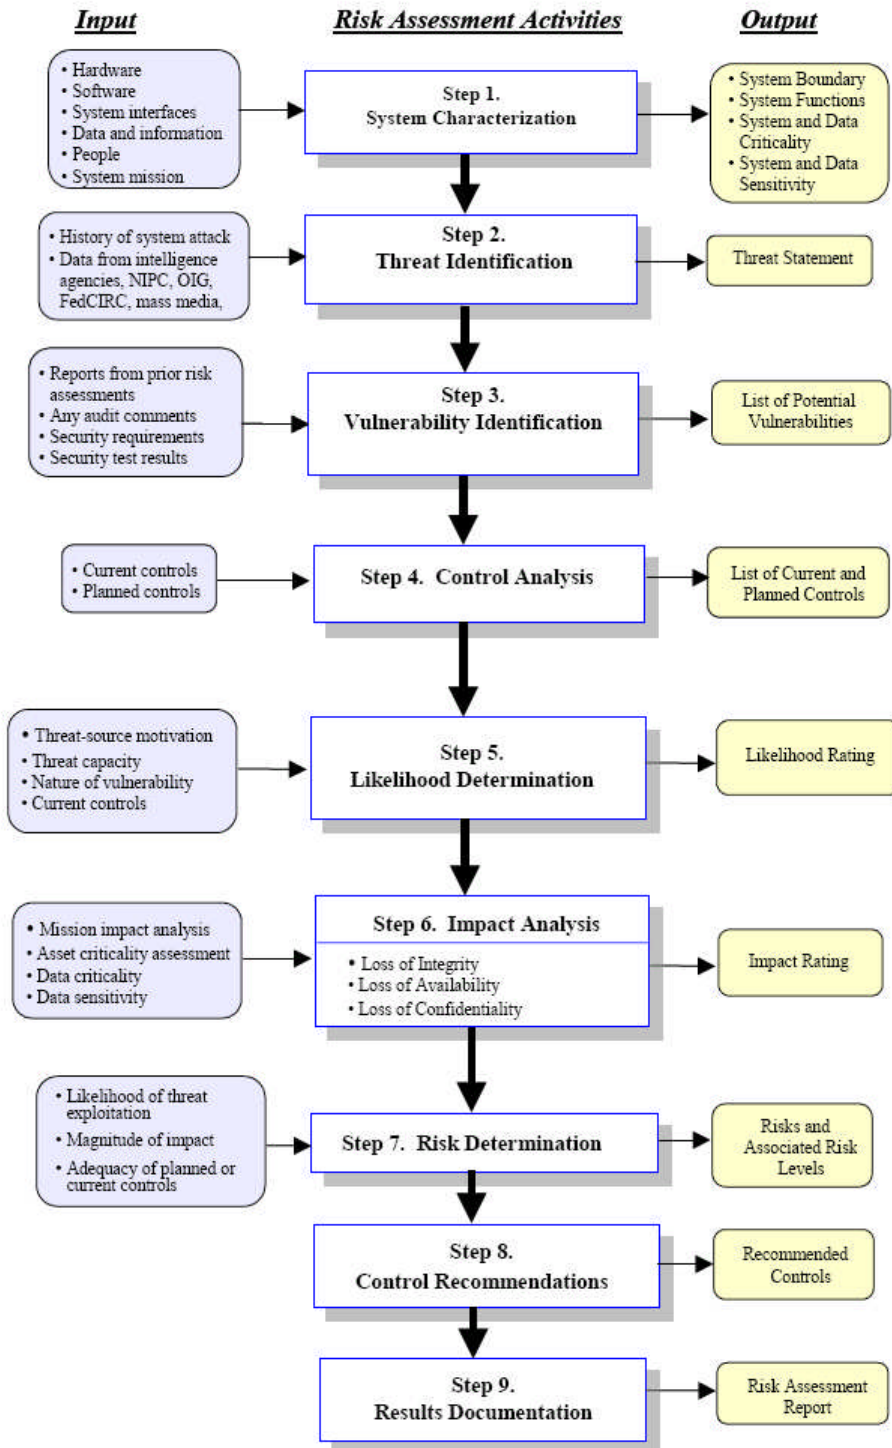 Input
Risk Assessment Activities
Output
• Hardware
• Software
• System interfaces
• Data and information
• People
• System mission
Step 1.
System Characterization
• System Boundary
• System Functions
• System and Data
Criticality
• System and Data
Sensitivity
• History of system attack
• Data from intelligence
agencies, NIPC, OIG,
FedCIRC, mass media,
Step 2.
Threat Identification
Threat Statement
• Reports from prior risk
assessments
• Any audit comments
• Security requirements
• Security test results
Step 3.
Vulnerability Identification
List of Potential
Vulnerabilities
• Current controls
• Planned controls
Step 4. Control Analysis
List of Current and
Planned Controls
• Threat-source motivation
• Threat capacity
• Nature of vulnerability
• Current controls
Step 5.
Likelihood Determination
Likelihood Rating
• Mission impact analysis
• Asset criticality assessment
• Data criticality
• Data sensitivity
Step 6. Impact Analysis
• Loss of Integrity
• Loss of Availability
• Loss of Confidentiality
Impact Rating
• Likelihood of threat
exploitation
• Magnitude of impact
• Adequacy of planned or
current controls
Step 7. Risk Determination
Risks and
Associated Risk
Levels
Step 8.
Control Recommendations
Recommended
Controls
Step 9.
Results Documentation
Risk Assessment
Report